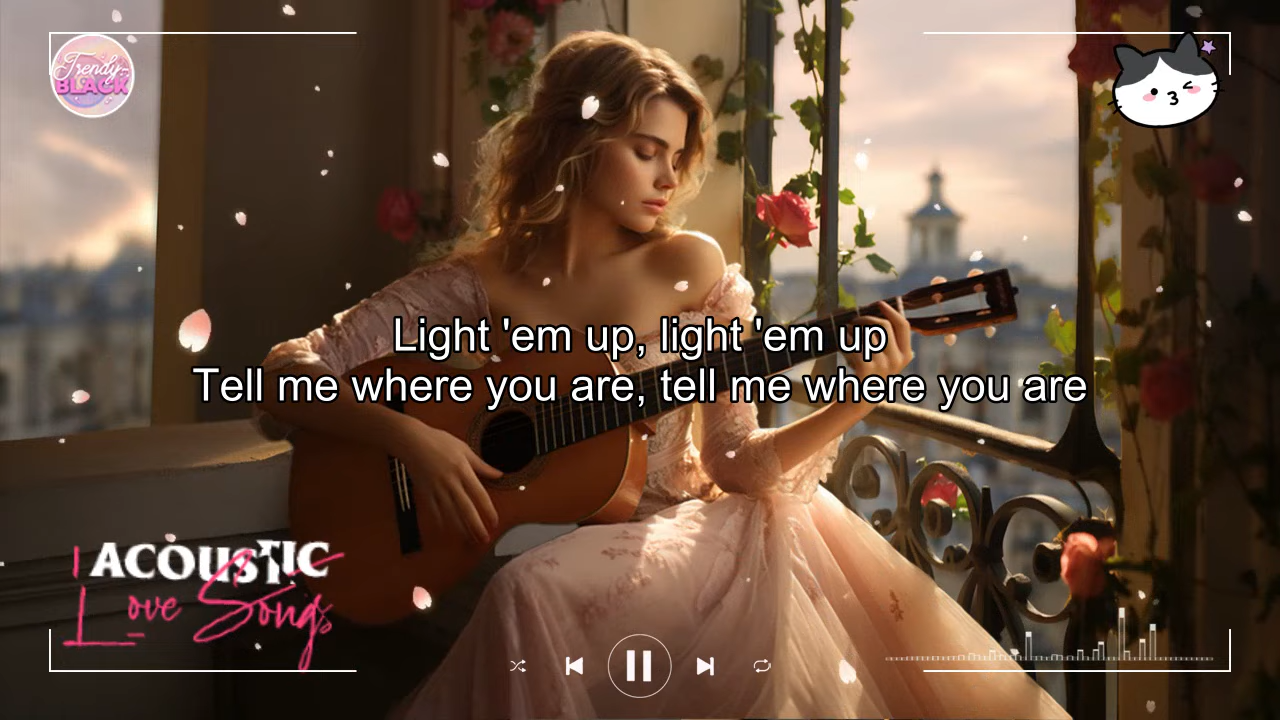 Trendy
BLACK
Light 'em up, light 'em up
Tell me where you are, tell me where you are
ACOUSTIC
Love Songs